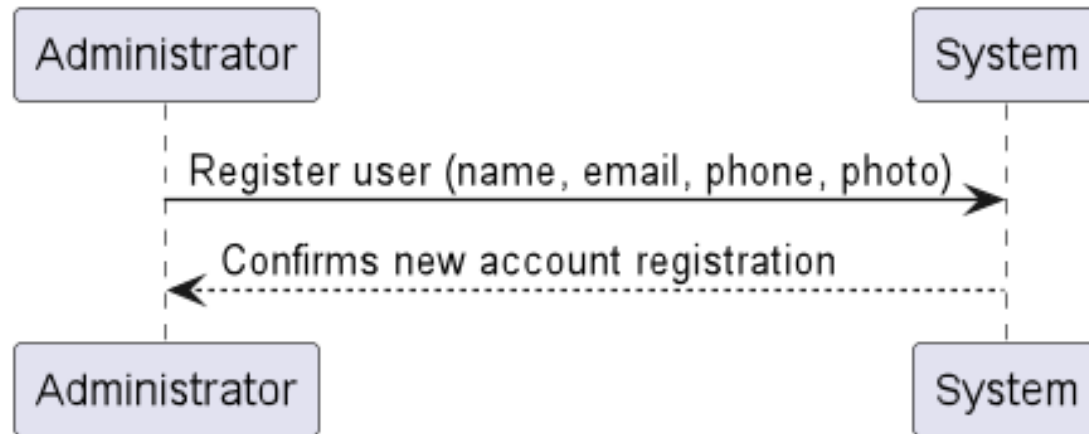 Administrator
System
Register user (name, email, phone, photo)
Confirms new account registration
Administrator
System